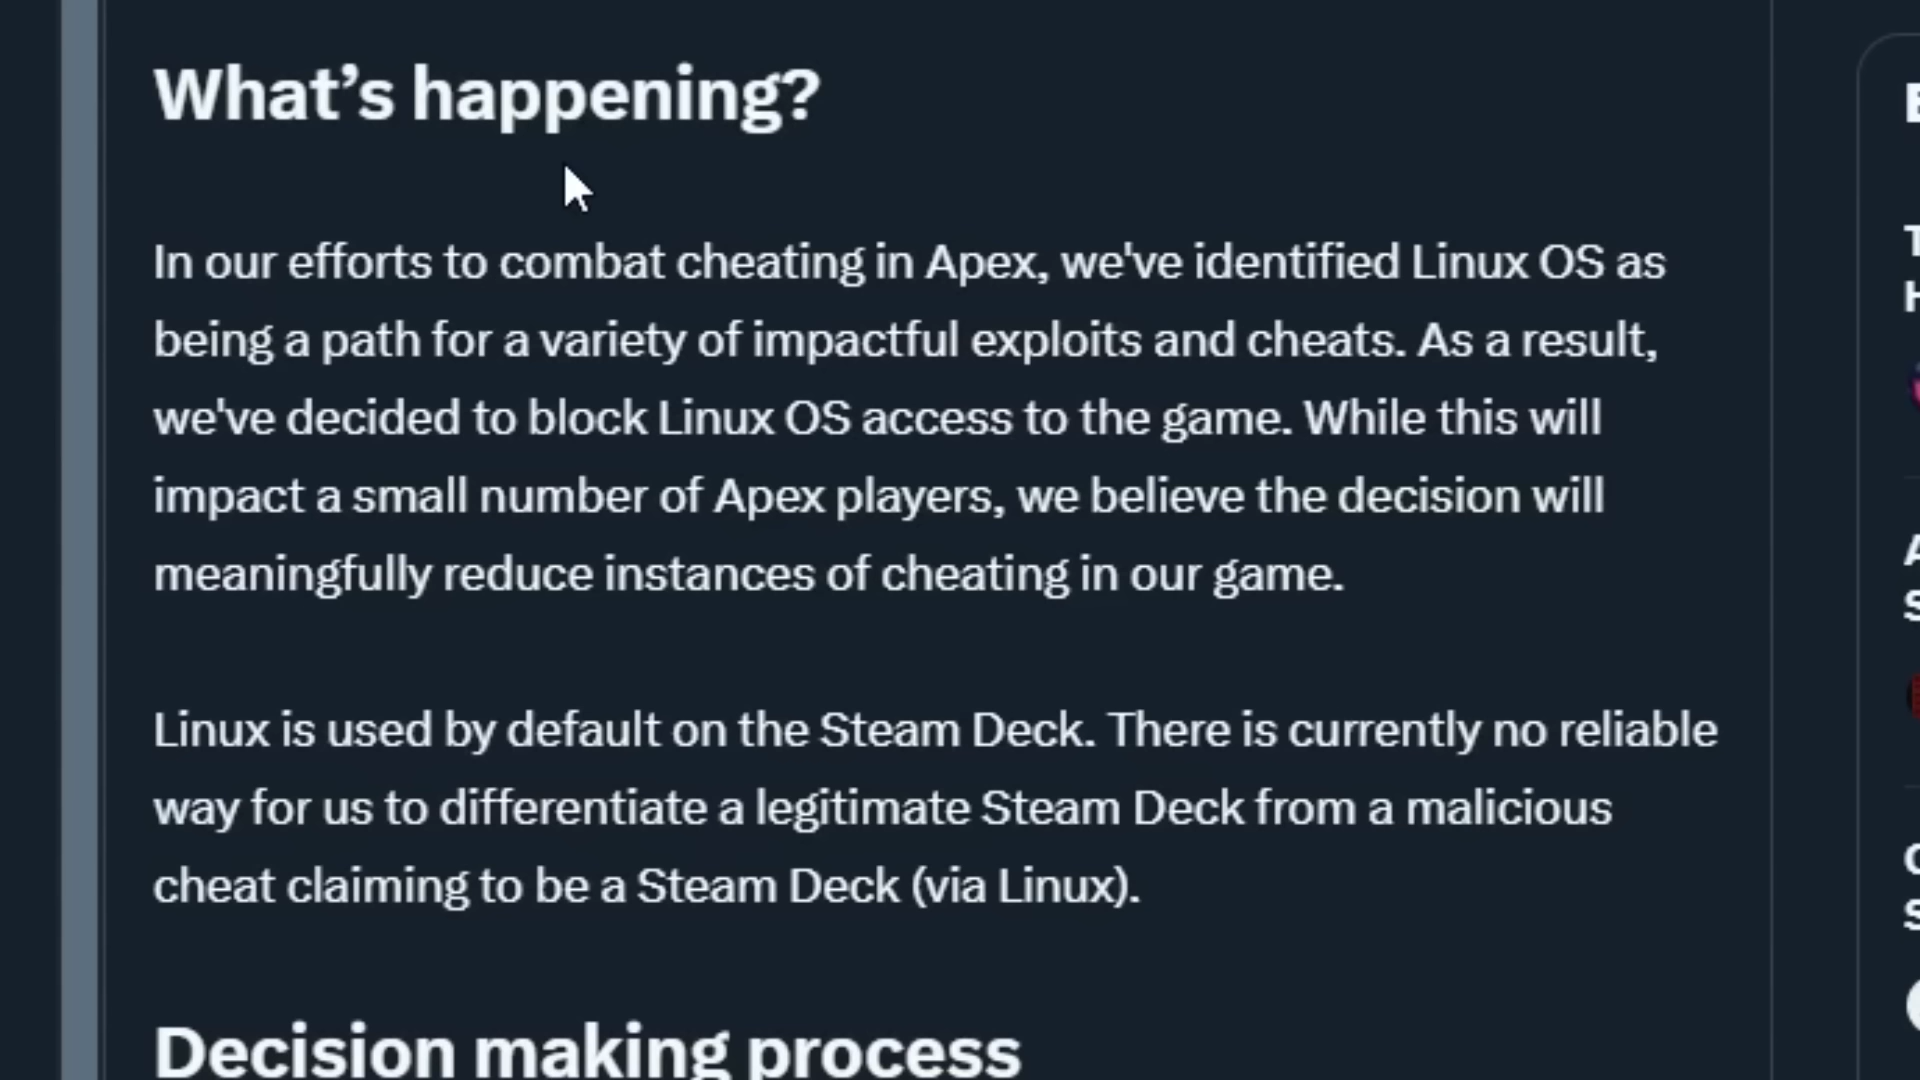 What’s happening?
In our efforts to combat cheating in Apex, we've identified Linux OS as
being a path for a variety of impactful exploits and cheats. As a result,
we've decided to block Linux OS access to the game. While this will
impact a small number of Apex players, we believe the decision will
meaningfully reduce instances of cheating in our game.
Linux is used by default on the Steam Deck. There is currently no reliable
way for us to differentiate a legitimate Steam Deck from a malicious
cheat claiming to be a Steam Deck (via Linux).
Decision making process